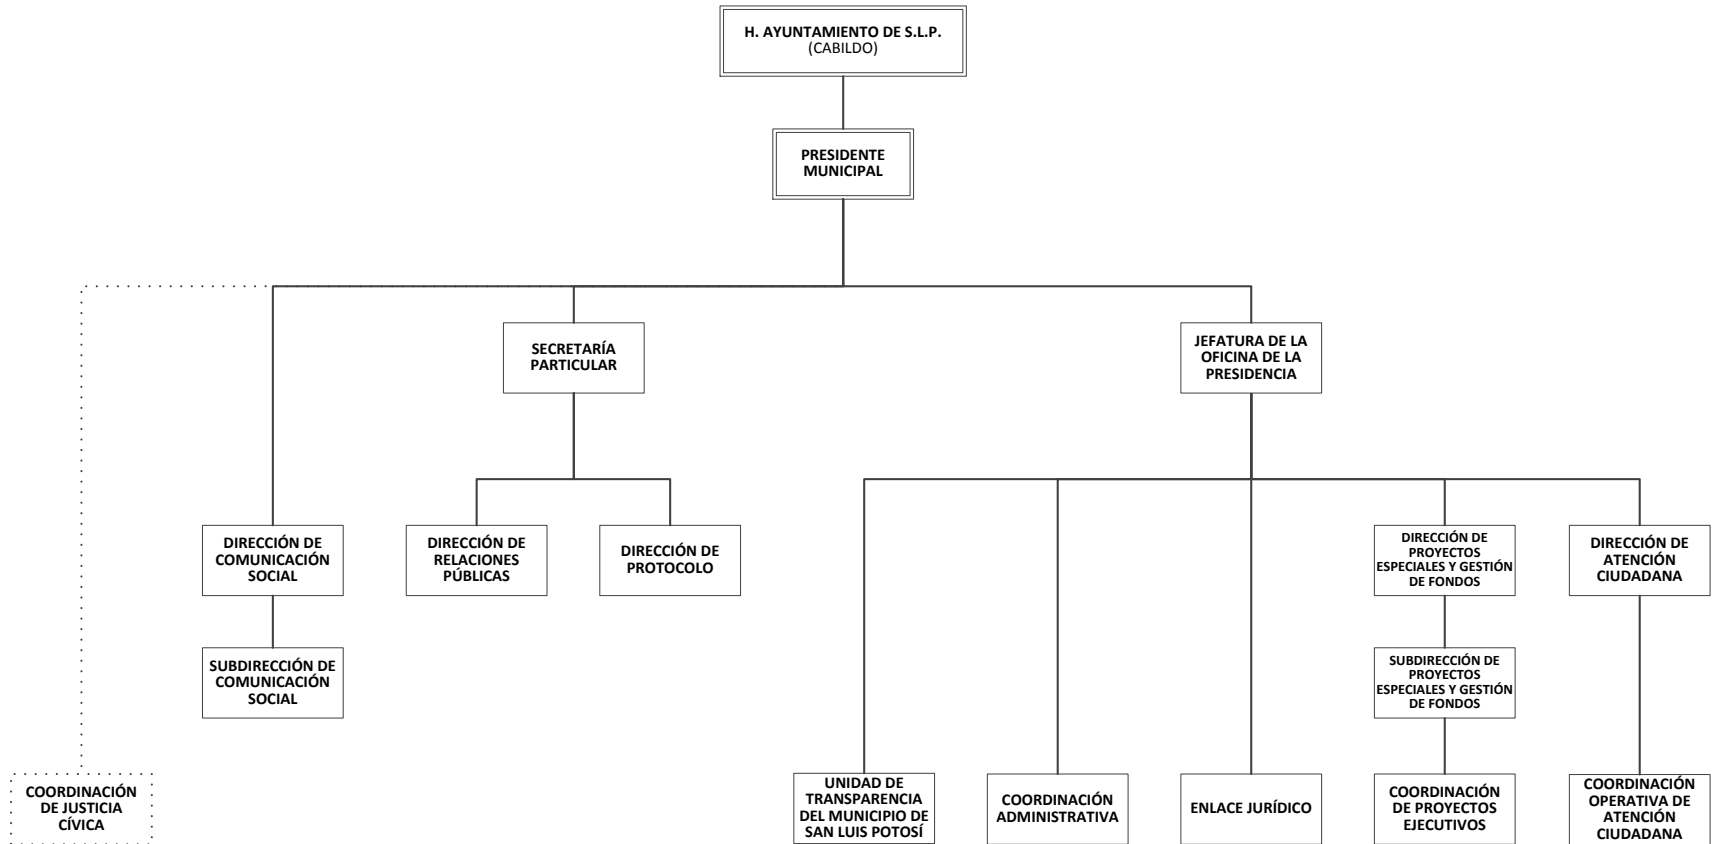 H. AYUNTAMIENTO DE S.L.P.
(CABILDO)
PRESIDENTE
MUNICIPAL
SECRETARÍA
PARTICULAR
JEFATURA DE LA
OFICINA DE LA
PRESIDENCIA
DIRECCIÓN DE
COMUNICACIÓN
SOCIAL
DIRECCIÓN DE
RELACIONES
PÚBLICAS
DIRECCIÓN DE
PROTOCOLO
DIRECCIÓN DE
PROYECTOS
ESPECIALES Y GESTIÓN
DE FONDOS
DIRECCIÓN DE
ATENCIÓN
CIUDADANA
SUBDIRECCIÓN DE
COMUNICACIÓN
SOCIAL
SUBDIRECCIÓN DE
PROYECTOS
ESPECIALES Y GESTIÓN
DE FONDOS
COORDINACIÓN
DE JUSTICIA
CÍVICA
UNIDAD DE
TRANSPARENCIA
DEL MUNICIPIO DE
SAN LUIS POTOSÍ
COORDINACIÓN
ADMINISTRATIVA
ENLACE JURÍDICO
COORDINACIÓN
DE PROYECTOS
EJECUTIVOS
COORDINACIÓN
OPERATIVA DE
ATENCIÓN
CIUDADANA